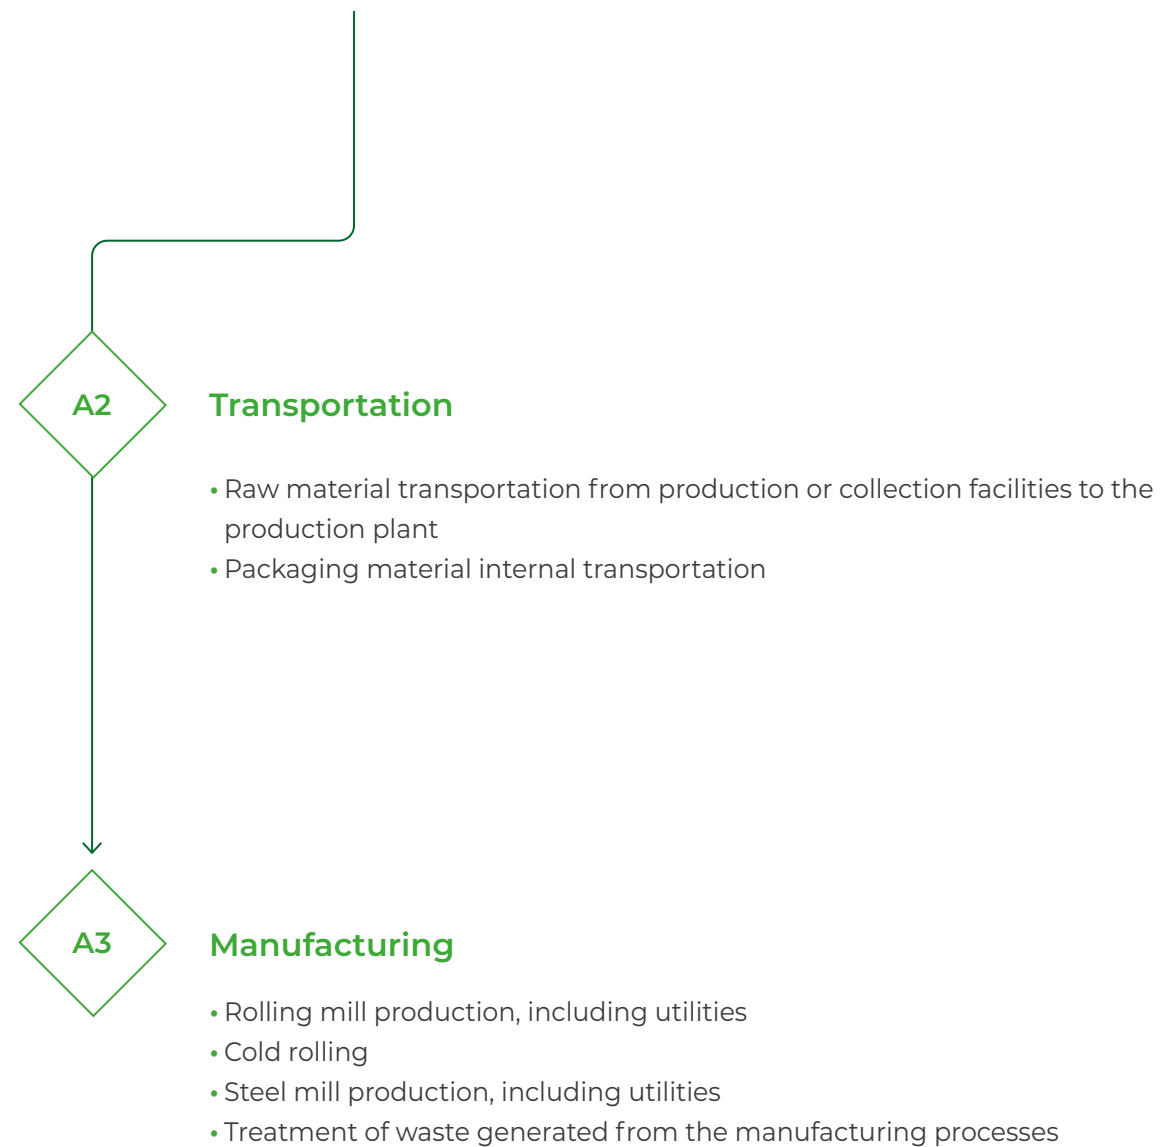 A2
Transportation
• Raw material transportation from production or collection facilities to the
production plant
• Packaging material internal transportation
A3
Manufacturing
• Rolling mill production, including utilities
• Cold rolling
• Steel mill production, including utilities
• Treatment of waste generated from the manufacturing processes